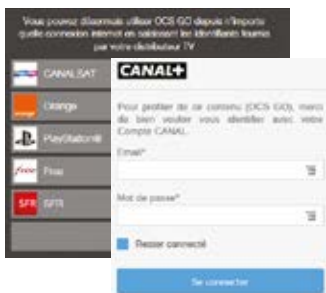 Vous pouvez désormais utiliser OCS GO depuis n'importe
quelle connexion internet en saisissant les identifiants fournis
par votre distributeur TV
CANALSAT
Orange
PlayStation®
free Free
SFR SFR
CANAL+
Pour profiter de ce contenu (OCS GO), merci
de bien vouloir vous identifier avec votre
Compte CANAL.
Email*
Mot de passe*
Rester connecté
Se connecter